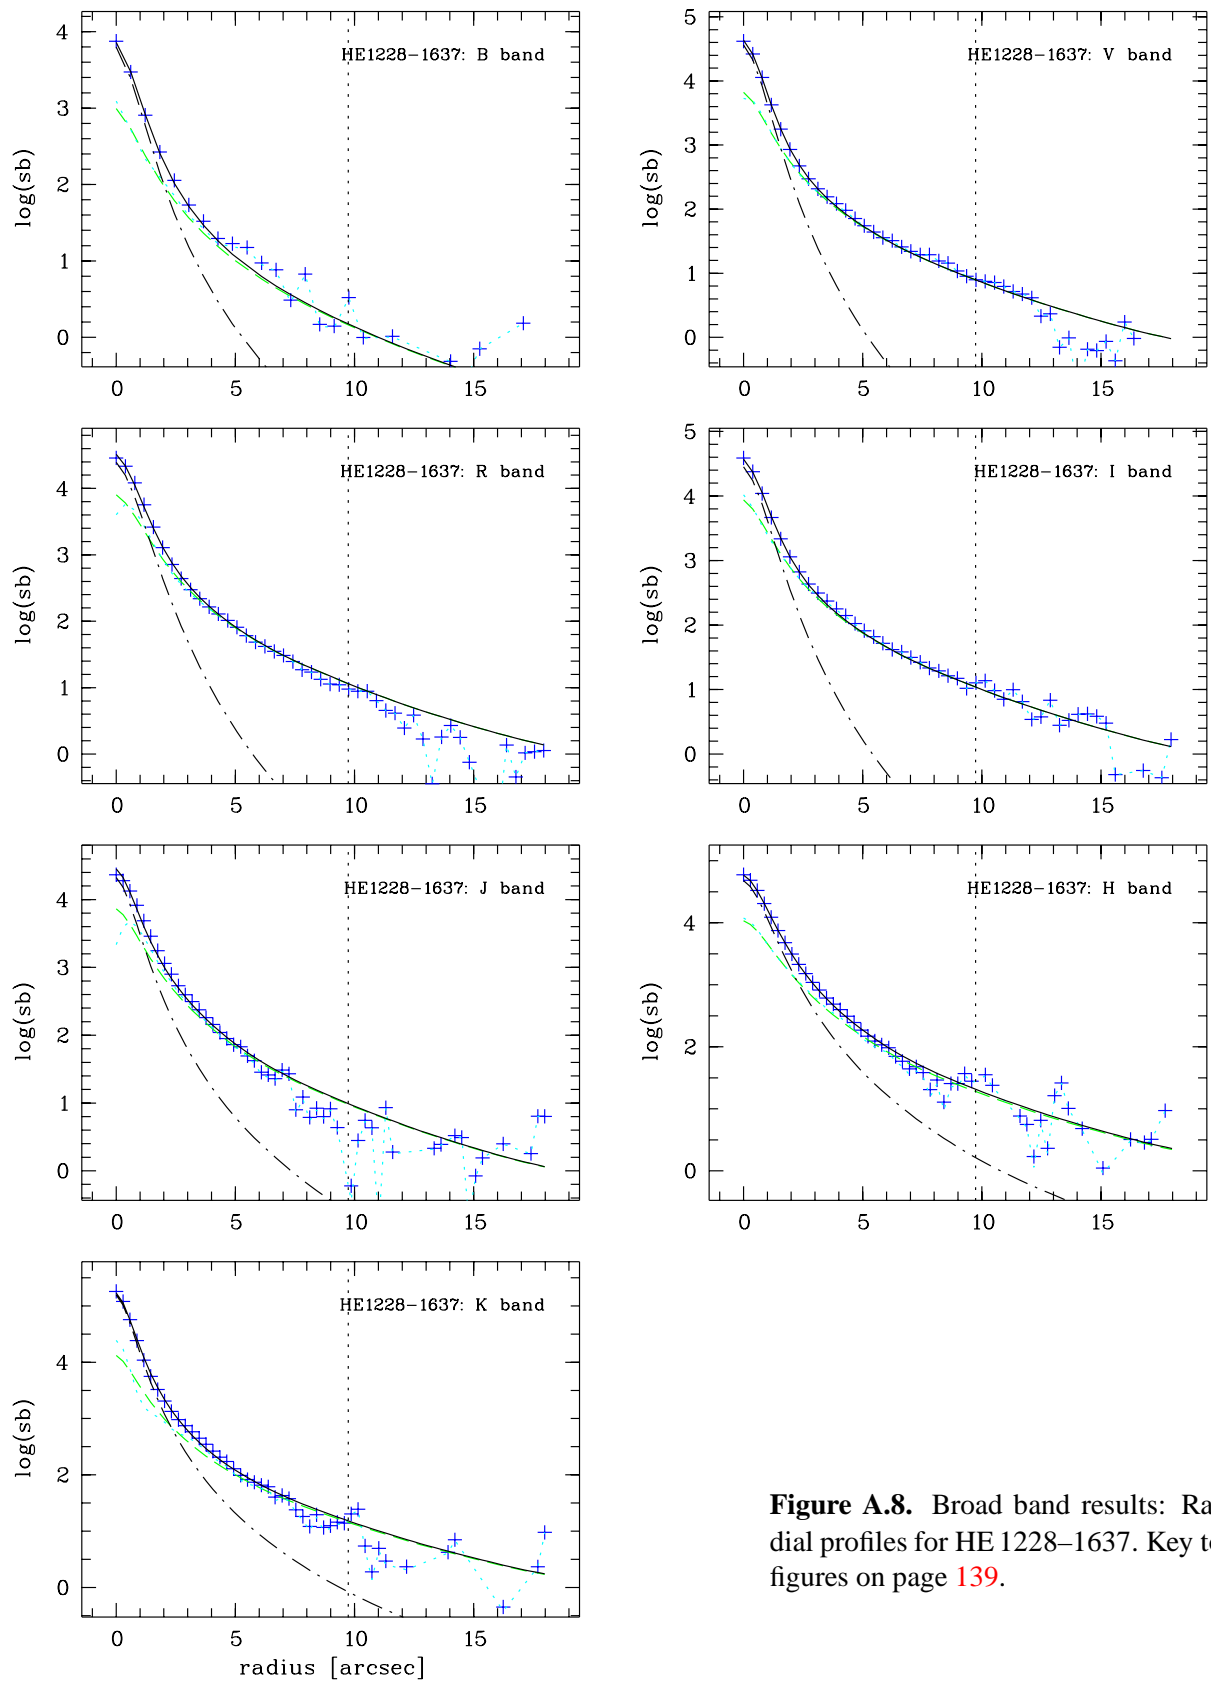 HE1228-1637: B band
log(sb)
4
3
2
1
0
0 5 10 15
HE1228-1637: V band
log(sb)
5
4
3
2
1
0
0 5 10 15
HE1228-1637: R band
log(sb)
4
3
2
1
0
0 5 10 15
HE1228-1637: I band
log(sb)
5
4
3
2
1
0
0 5 10 15
HE1228-1637: J band
log(sb)
4
3
2
1
0
0 5 10 15
HE1228-1637: H band
log(sb)
4
2
0
0 5 10 15
HE1228-1637: K band
log(sb)
4
2
0
0 5 10 15
radius [arcsec]
Figure A.8. Broad band results: Ra
dial profiles for HE 1228–1637. Key t
figures on page 139.